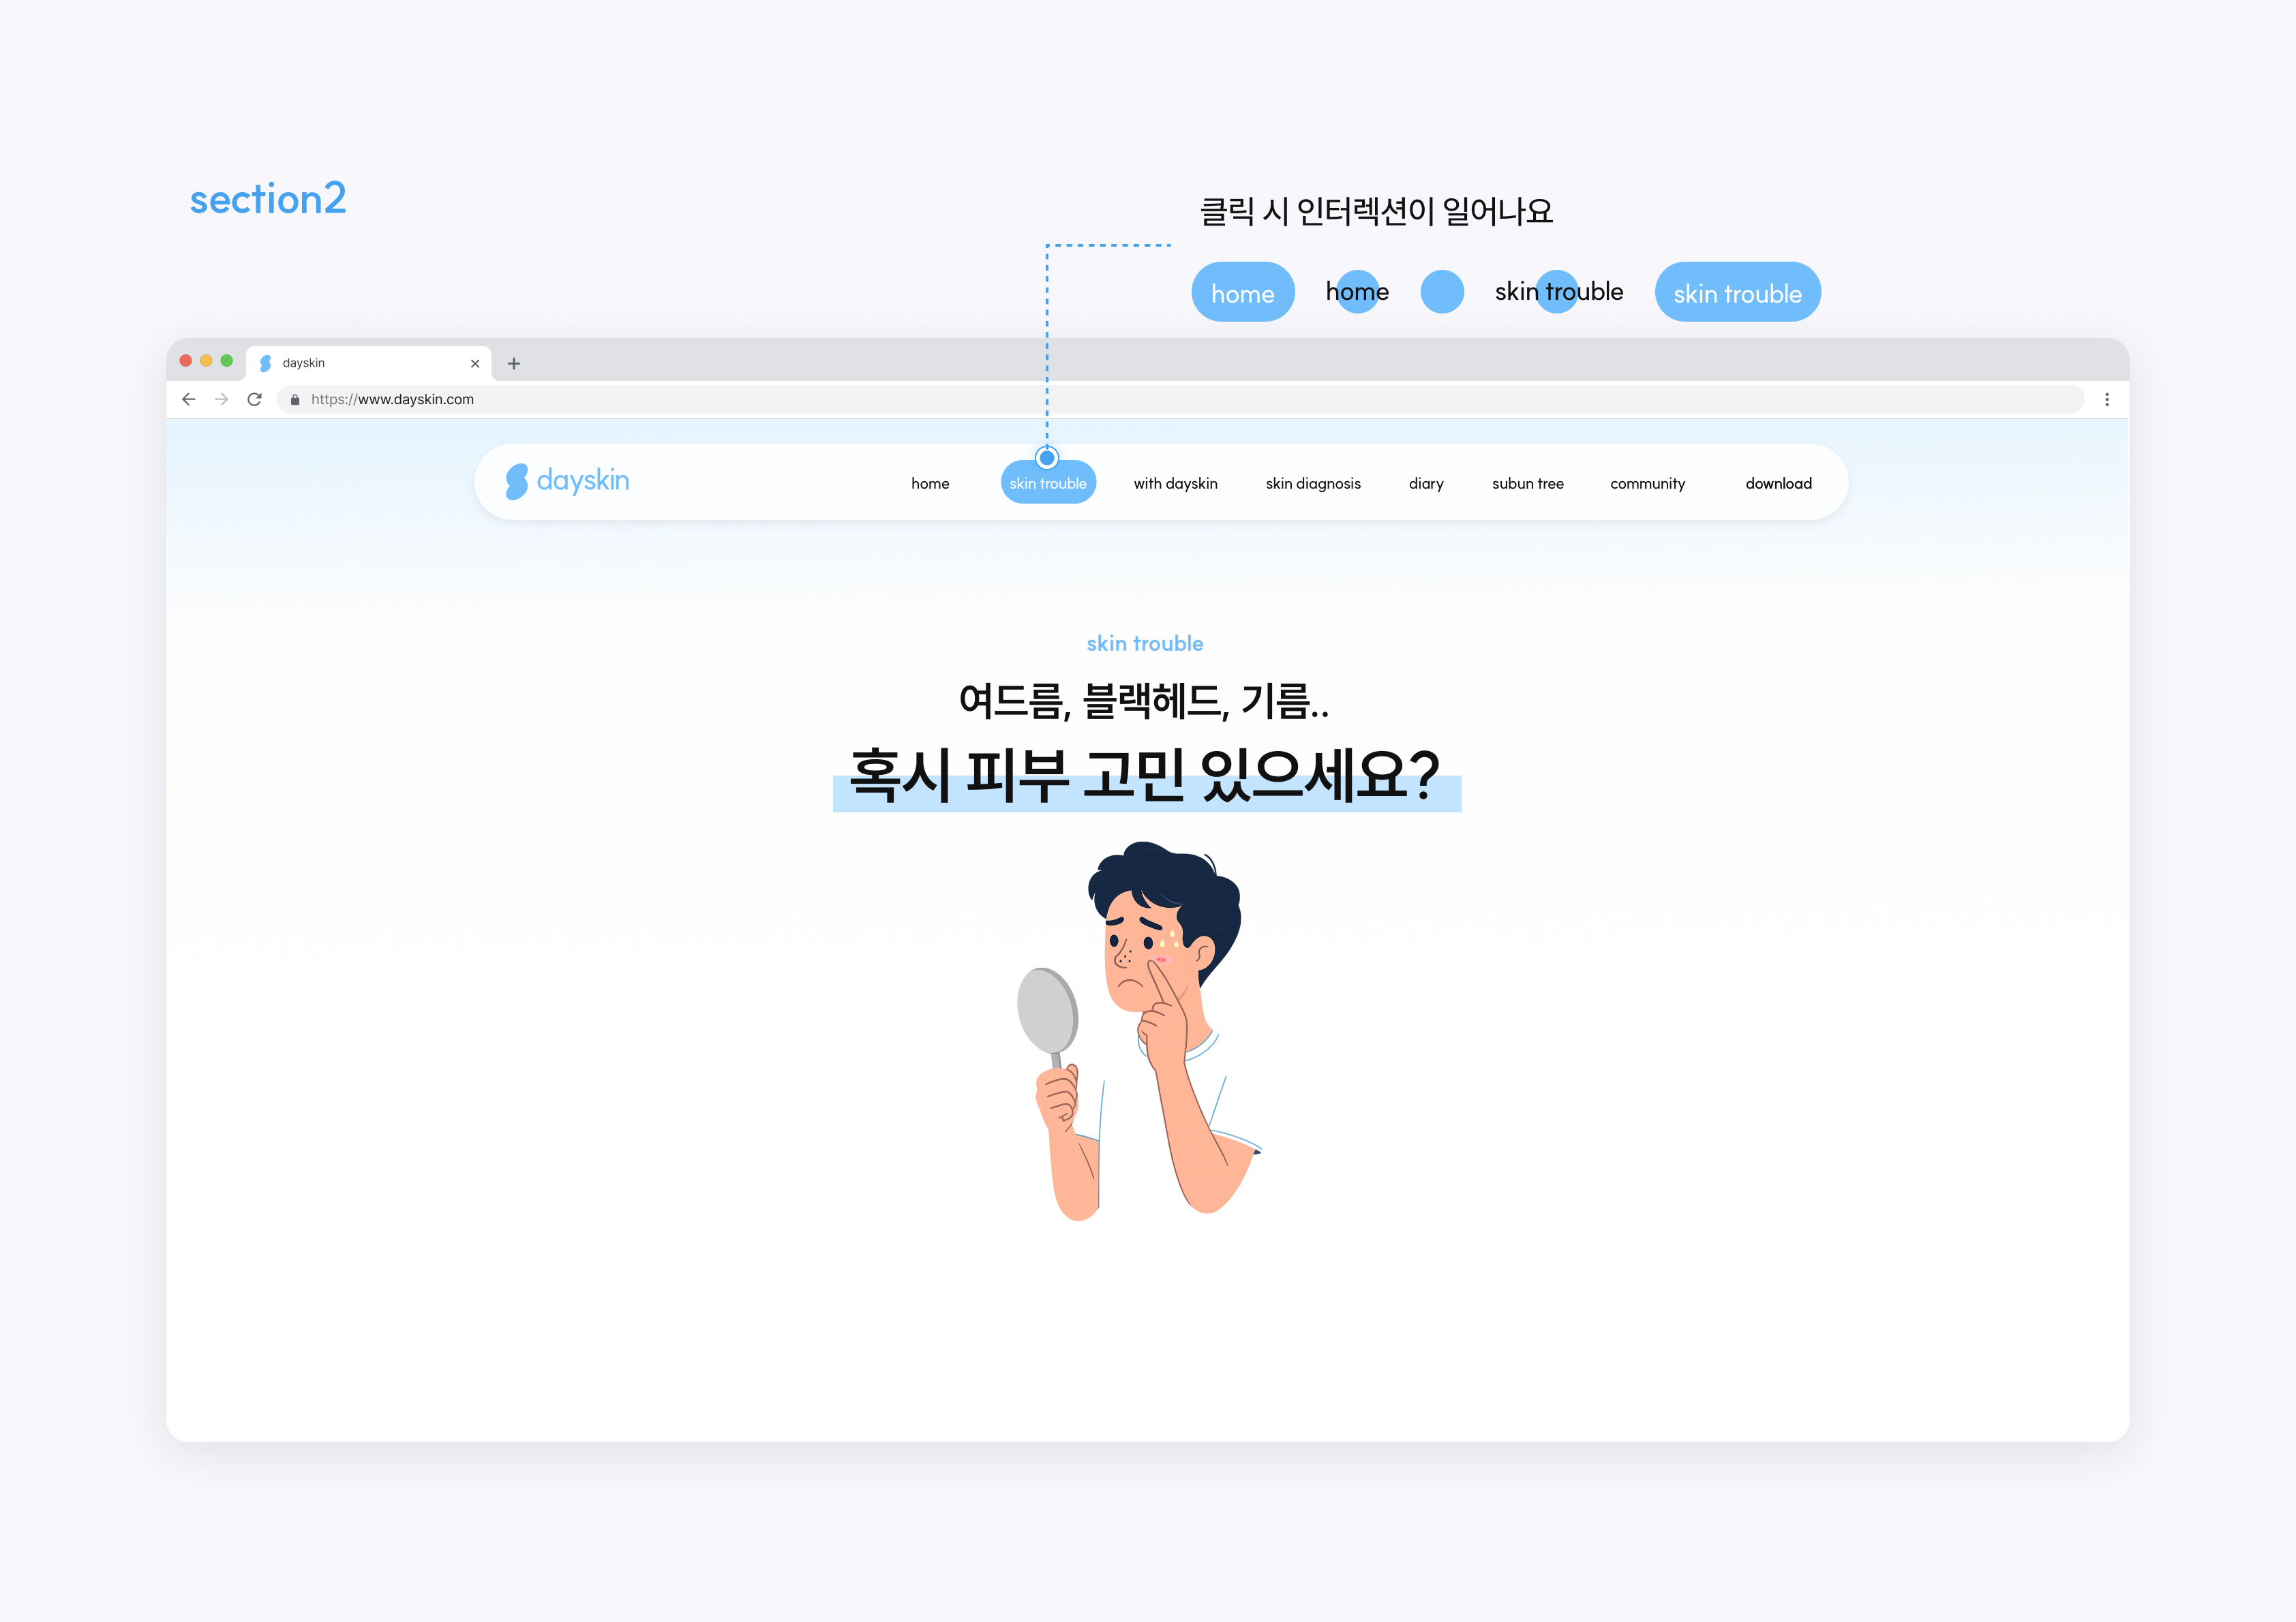 section2
클릭 시 인터렉션이 일어나요
home home skin trouble skin trouble
dayskin
https://www.dayskin.com
dayskin home skin trouble with dayskin skin diagnosis diary subun tree community download
skin trouble
여드름, 블랙헤드, 기름..
혹시 피부 고민 있으세요?